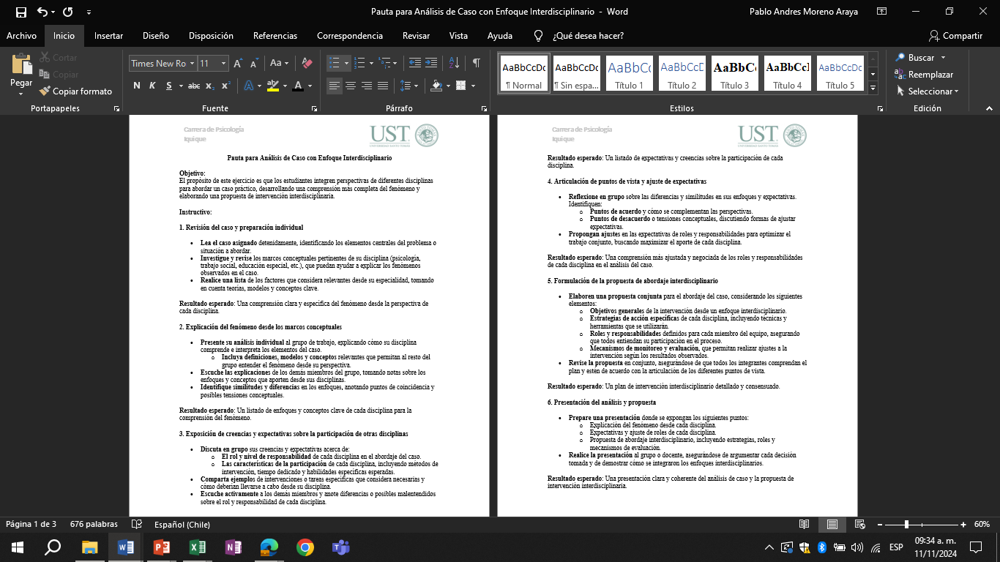 Pauta para Análisis de Caso con Enfoque Interdisciplinario - Word
Pablo Andres Moreno Araya
Archivo Inicio Insertar Diseño Disposición Referencias Correspondencia Revisar Vista Ayuda ¿Qué desea hacer? Compartir
Pegar
Cortar
Copiar
Copiar formato
Portapapeles
Times New Ro 11
N K S abc x₂ x²
Fuente
Párrafo
AaBbCcDc AaBbCcDc AaBbCc AaBbCcD AaBbC AaBbCcI AaBbCcDc
¶ Normal ¶ Sin espa... Título 1 Título 2 Título 3 Título 4 Título 5
Estilos
Buscar
Reemplazar
Seleccionar
Edición
Carrera de Psicología
Iquique
UST
UNIVERSIDAD SANTO TOMAS
Pauta para Análisis de Caso con Enfoque Interdisciplinario
Objetivo:
El propósito de este ejercicio es que los estudiantes integren perspectivas de diferentes disciplinas
para abordar un caso práctico, desarrollando una comprensión más completa del fenómeno y
elaborando una propuesta de intervención interdisciplinaria.
Instructivo:
1. Revisión del caso y preparación individual
• Lea el caso asignado detenidamente, identificando los elementos centrales del problema o
situación a abordar.
• Investigue y revise los marcos conceptuales pertinentes de su disciplina (psicología,
trabajo social, educación especial, etc.), que puedan ayudar a explicar los fenómenos
observados en el caso.
• Realice una lista de los factores que considera relevantes desde su especialidad, tomando
en cuenta teorías, modelos y conceptos clave.
Resultado esperado: Una comprensión clara y específica del fenómeno desde la perspectiva de
cada disciplina.
2. Explicación del fenómeno desde los marcos conceptuales
• Presente su análisis individual al grupo de trabajo, explicando cómo su disciplina
comprende e interpreta los elementos del caso.
o Incluya definiciones, modelos y conceptos relevantes que permitan al resto del
grupo entender el fenómeno desde su perspectiva.
• Escuche las explicaciones de los demás miembros del grupo, tomando notas sobre los
enfoques y conceptos que aporten desde sus disciplinas.
• Identifique similitudes y diferencias en los enfoques, anotando puntos de coincidencia y
posibles tensiones conceptuales.
Resultado esperado: Un listado de enfoques y conceptos clave de cada disciplina para la
comprensión del fenómeno.
3. Exposición de creencias y expectativas sobre la participación de otras disciplinas
• Discuta en grupo sus creencias y expectativas acerca de:
o El rol y nivel de responsabilidad de cada disciplina en el abordaje del caso.
o Las características de la participación de cada disciplina, incluyendo métodos de
intervención, tiempo dedicado y habilidades específicas esperadas.
• Comparta ejemplos de intervenciones o tareas específicas que considera necesarias y
cómo deberían llevarse a cabo desde su disciplina.
• Escuche activamente a los demás miembros y anote diferencias o posibles malentendidos
sobre el rol y responsabilidad de cada disciplina.
Carrera de Psicología
Iquique
UST
UNIVERSIDAD SANTO TOMAS
Resultado esperado: Un listado de expectativas y creencias sobre la participación de cada
disciplina.
4. Articulación de puntos de vista y ajuste de expectativas
• Reflexione en grupo sobre las diferencias y similitudes en sus enfoques y expectativas.
Identifiquen:
o Puntos de acuerdo y cómo se complementan las perspectivas.
o Puntos de desacuerdo o tensiones conceptuales, discutiendo formas de ajustar
expectativas.
• Propongan ajustes en las expectativas de roles y responsabilidades para optimizar el
trabajo conjunto, buscando maximizar el aporte de cada disciplina.
Resultado esperado: Una comprensión más ajustada y negociada de los roles y responsabilidades
de cada disciplina en el análisis del caso.
5. Formulación de la propuesta de abordaje interdisciplinario
• Elaboren una propuesta conjunta para el abordaje del caso, considerando los siguientes
elementos:
o Objetivos generales de la intervención desde un enfoque interdisciplinario.
o Estrategias de acción específicas de cada disciplina, incluyendo técnicas y
herramientas que se utilizarán.
o Roles y responsabilidades definidos para cada miembro del equipo, asegurando
que todos entiendan su participación en el proceso.
o Mecanismos de monitoreo y evaluación, que permitan realizar ajustes a la
intervención según los resultados observados.
• Revise la propuesta en conjunto, asegurándose de que todos los integrantes comprendan el
plan y estén de acuerdo con la articulación de los diferentes puntos de vista.
Resultado esperado: Un plan de intervención interdisciplinario detallado y consensuado.
6. Presentación del análisis y propuesta
• Prepare una presentación donde se expongan los siguientes puntos:
o Explicación del fenómeno desde cada disciplina.
o Expectativas y ajuste de roles de cada disciplina.
o Propuesta de abordaje interdisciplinario, incluyendo estrategias, roles y
mecanismos de evaluación.
• Realice la presentación al grupo o docente, asegurándose de argumentar cada decisión
tomada y de demostrar cómo se integraron los enfoques interdisciplinarios.
Resultado esperado: Una presentación clara y coherente del análisis de caso y la propuesta de
intervención interdisciplinaria.
Página 1 de 3 676 palabras Español (Chile) 60%
ESP
09:34 a. m.
11/11/2024